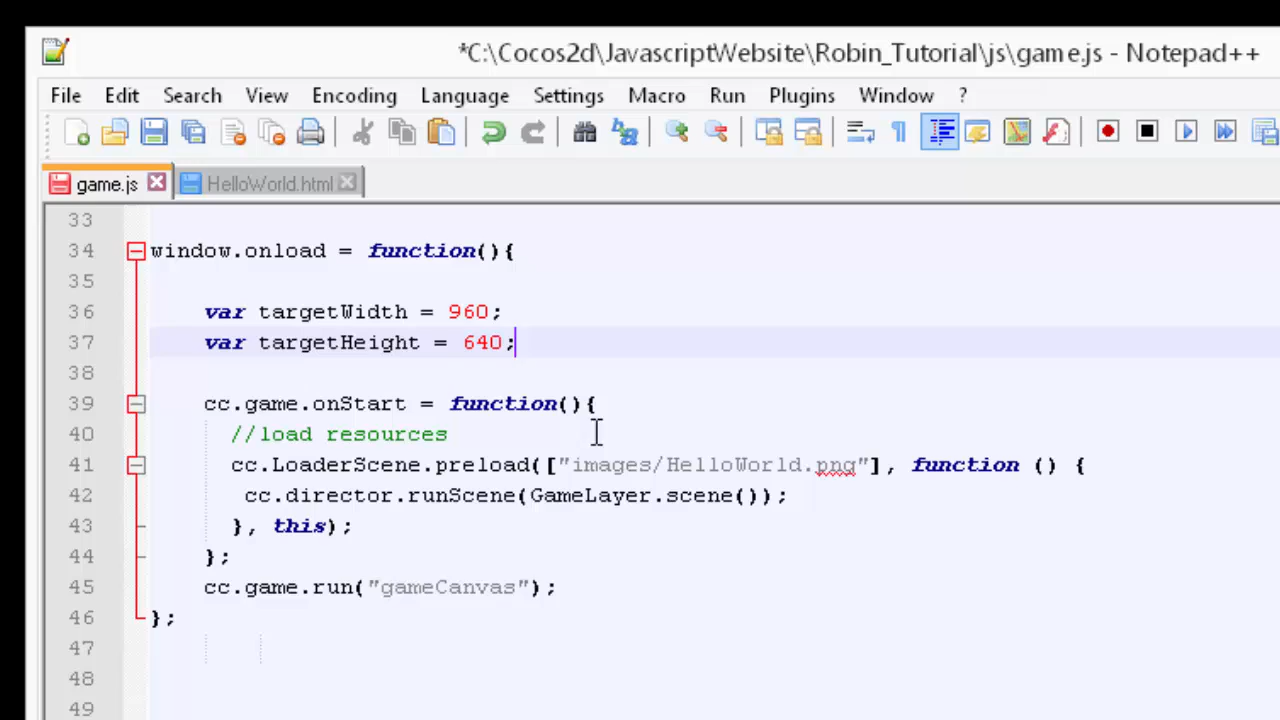 *C:\Cocos2d\JavascriptWebsite\Robin_Tutorial\js\game.js - Notepad++
File Edit Search View Encoding Language Settings Macro Run Plugins Window ?
game.js HelloWorld.html
33
34 window.onload = function(){
35
36 var targetWidth = 960;
37 var targetHeight = 640;
38
39 cc.game.onStart = function(){
40 //load resources
41 cc.LoaderScene.preload(["images/HelloWorld.png"], function () {
42 cc.director.runScene(GameLayer.scene());
43 }, this);
44 };
45 cc.game.run("gameCanvas");
46 };
47
48
49